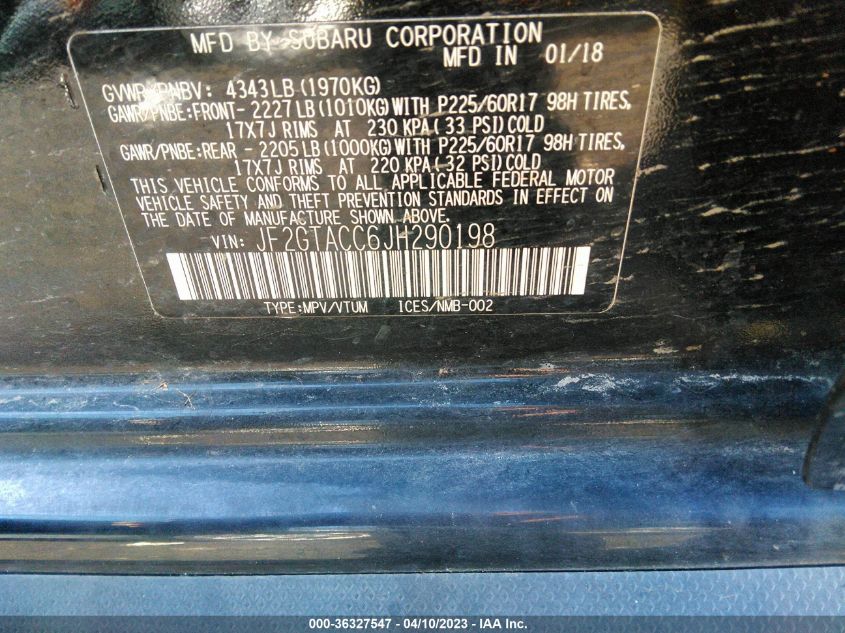 MFD BY SUBARU CORPORATION
MFD IN 01/18
GVWR/PNBV: 4343LB (1970KG)
GAWR/PNBE:FRONT- 2227LB (1010KG) WITH P225/60R17 98H TIRES,
17X7J RIMS AT 230 KPA( 33 PSI) COLD
GAWR/PNBE:REAR - 2205LB (1000KG) WITH P225/60R17 98H TIRES,
17X7J RIMS AT 220 KPA( 32 PSI) COLD
THIS VEHICLE CONFORMS TO ALL APPLICABLE FEDERAL MOTOR
VEHICLE SAFETY AND THEFT PREVENTION STANDARDS IN EFFECT ON
THE DATE OF MANUFACTURE SHOWN ABOVE.
VIN: JF2GTACC6JH290198
TYPE:MPV/VTUM ICES/NMB-002
000-36327547 - 04/10/2023 - IAA Inc.